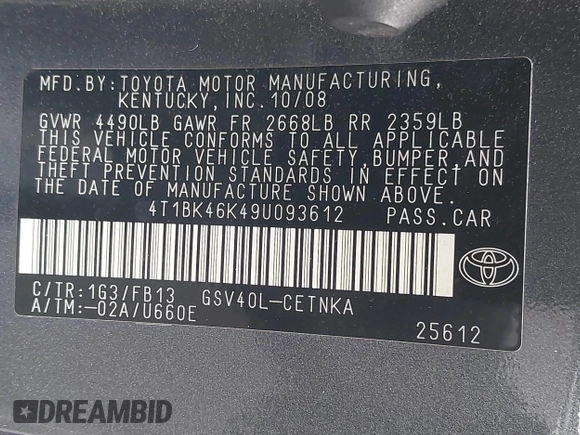 MFD.BY:TOYOTA MOTOR MANUFACTURING,
KENTUCKY, INC. 10/08
GVWR 4490LB GAWR FR 2668LB RR 2359LB
THIS VEHICLE CONFORMS TO ALL APPLICABLE
FEDERAL MOTOR VEHICLE SAFETY, BUMPER, AND
THEFT PREVENTION STANDARDS IN EFFECT ON
THE DATE OF MANUFACTURE SHOWN ABOVE.
4T1BK46K49U093612 PASS.CAR
C/TR:1G3/FB13 GSV40L-CETNKA
A/TM:-02A/U660E
25612
DREAMBID